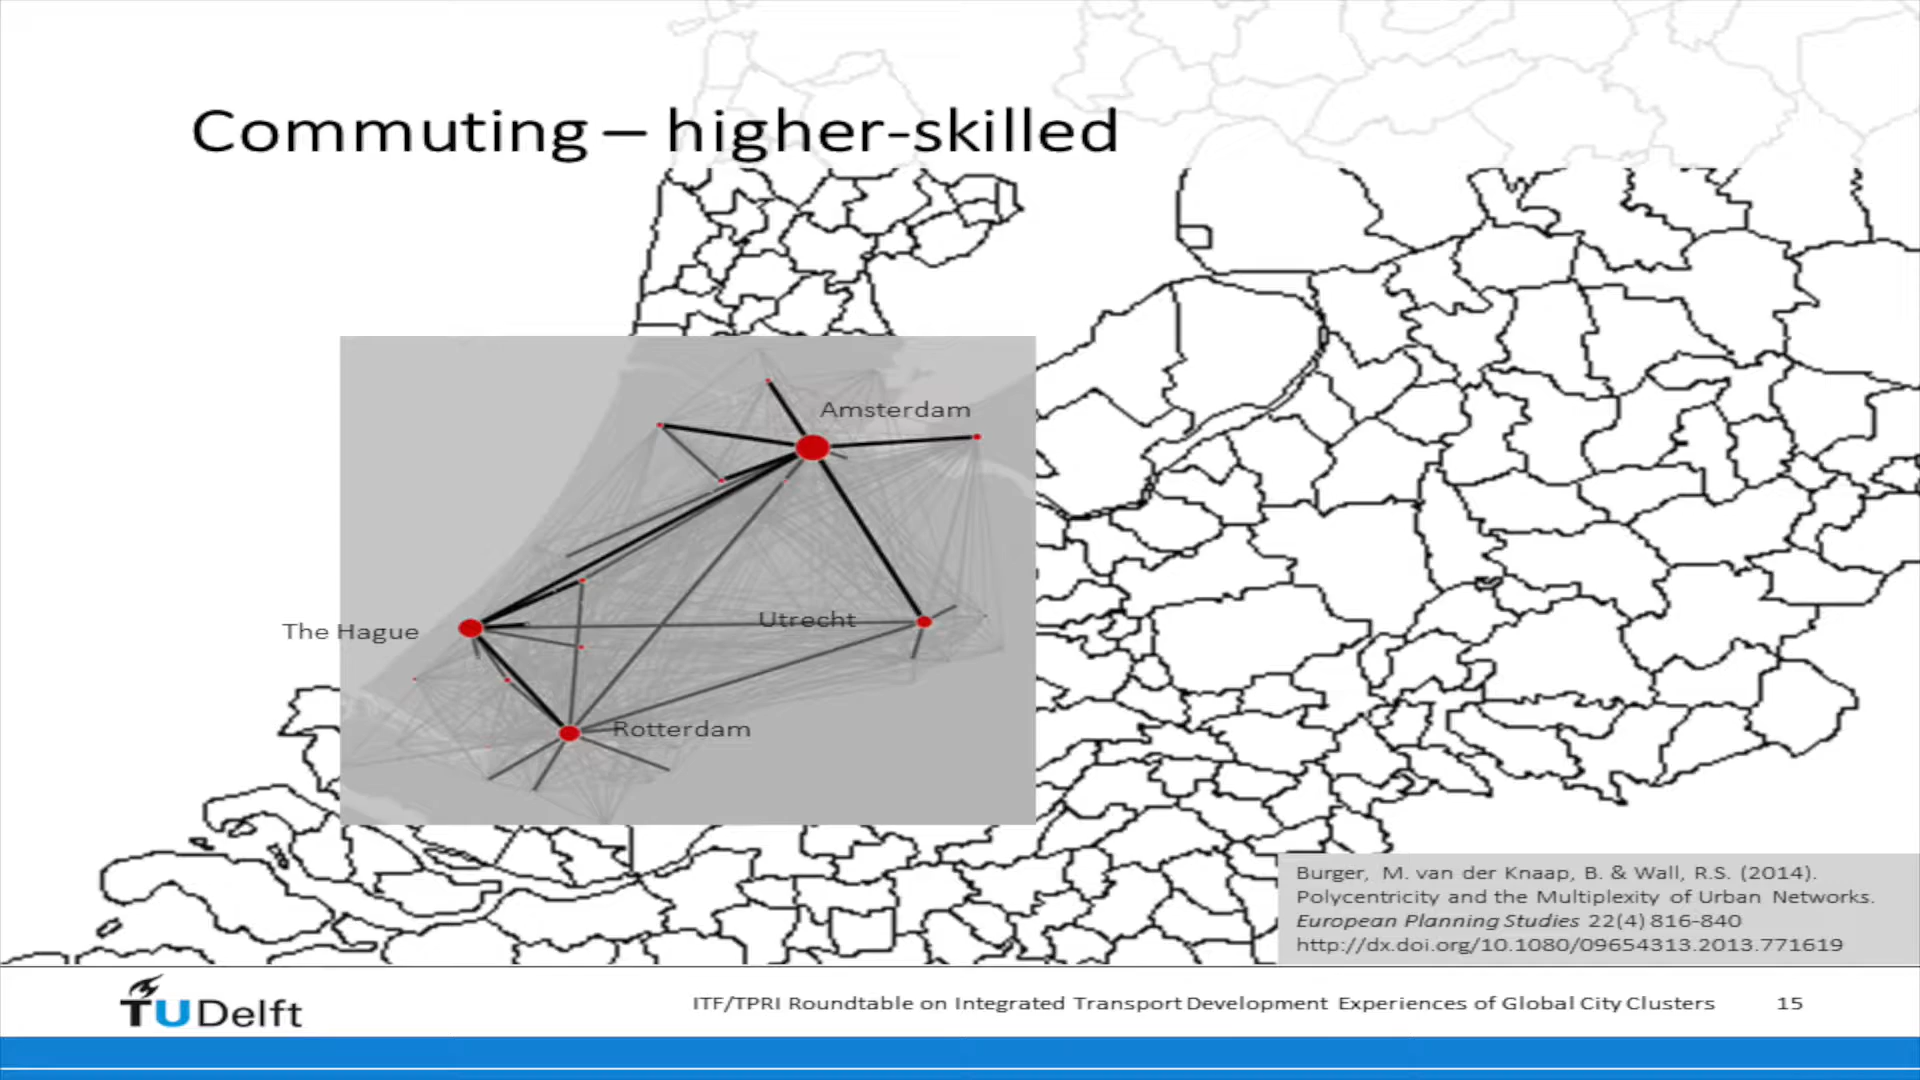 Commuting – higher-skilled
Amsterdam
Utrecht
The Hague
Rotterdam
Burger, M. van der Knaap, B. & Wall, R.S. (2014).
Polycentricity and the Multiplexity of Urban Networks.
European Planning Studies 22(4) 816-840
http://dx.doi.org/10.1080/09654313.2013.771619
TUDelft
ITF/TPRI Roundtable on Integrated Transport Development Experiences of Global City Clusters
15